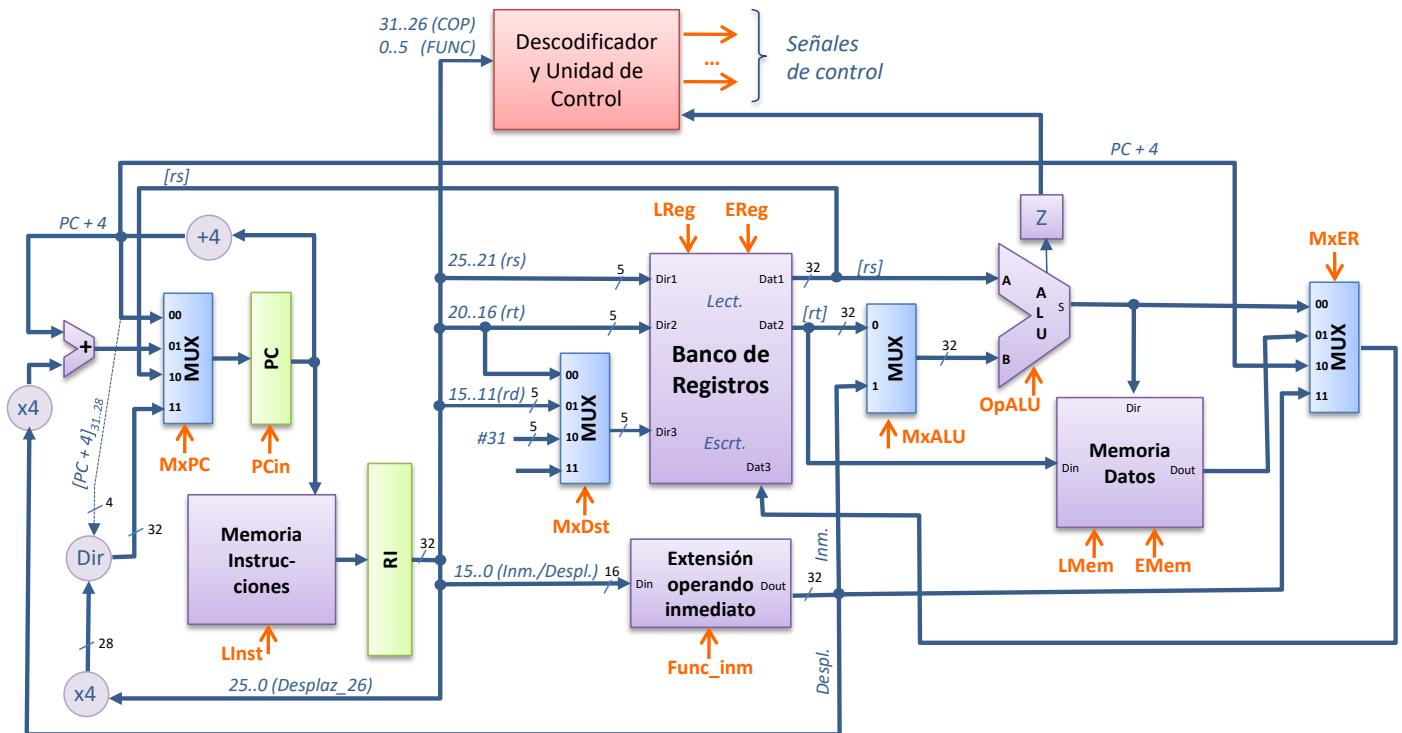 31..26 (COP)
0..5 (FUNC)
Descodificador
y Unidad de
Control
...
Señales
de control
PC + 4
[rs]
PC + 4
+4
LReg
EReg
Z
MxER
25..21 (rs)
5
Dir1
Dat1
32
[rs]
A
ALU
S
B
OpALU
Lect.
20..16 (rt)
5
Dir2
Dat2
[rt]
32
0
1
MUX
32
MxALU
Banco de
Registros
Escrt.
Dir3
Dat3
00
01
10
11
MUX
MxPC
PC
PCin
+
x4
[PC + 4]31..28
4
32
Dir
28
x4
15..11(rd)
5
#31
5
00
01
10
11
MUX
5
MxDst
00
01
10
11
MUX
Dir
Memoria
Datos
Din
Dout
LMem
EMem
Memoria
Instruc-
ciones
LInst
RI
32
15..0 (Inm./Despl.)
16
Din
Extensión
operando
inmediato
Dout
32
Func_inm
Inm.
Despl.
25..0 (Desplaz_26)